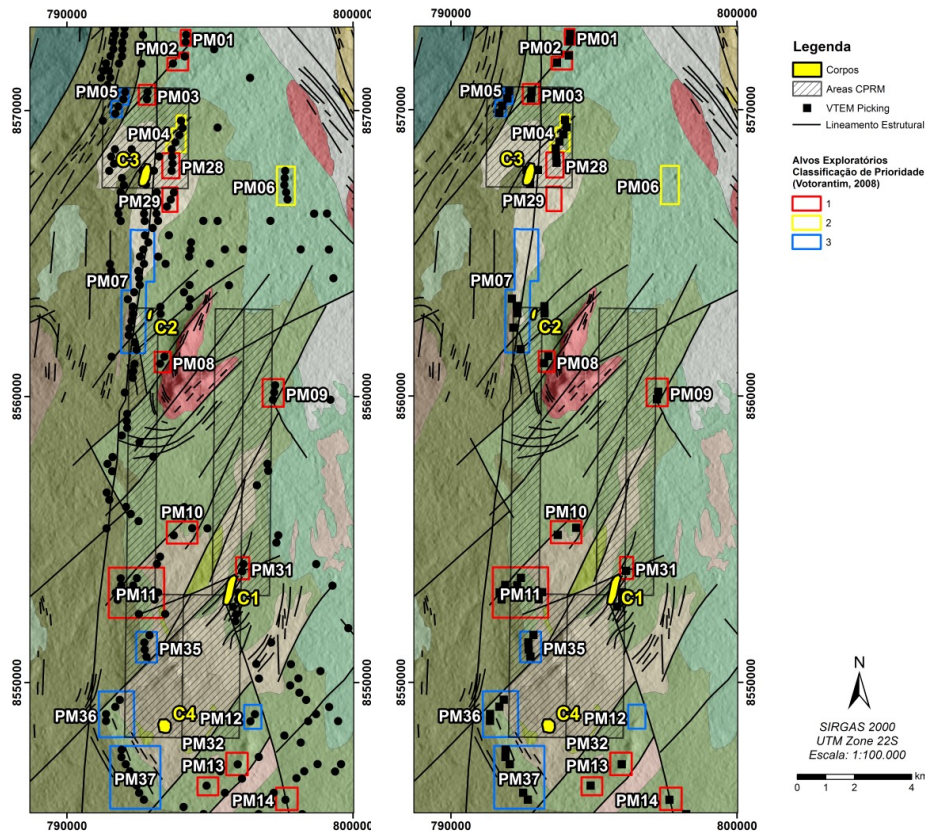 790000
800000
790000
800000
8570000
8560000
8550000
PM01
PM02
PM05
PM03
PM04
C3
PM28
PM06
PM29
PM07
C2
PM08
PM09
PM10
PM31
PM11
C1
PM35
PM36
C4
PM12
PM32
PM13
PM37
PM14
790000
800000
8570000
8560000
8550000
PM01
PM02
PM05
PM03
PM04
C3
PM28
PM06
PM29
PM07
C2
PM08
PM09
PM10
PM31
PM11
C1
PM35
PM36
C4
PM12
PM32
PM13
PM37
PM14
790000
800000
Legenda
Corpos
Areas CPRM
VTEM Picking
Lineamento Estrutural
Alvos Exploratórios
Classificação de Prioridade
(Votorantim, 2008)
1
2
3
N
SIRGAS 2000
UTM Zone 22S
Escala: 1:100.000
km
0 2 4